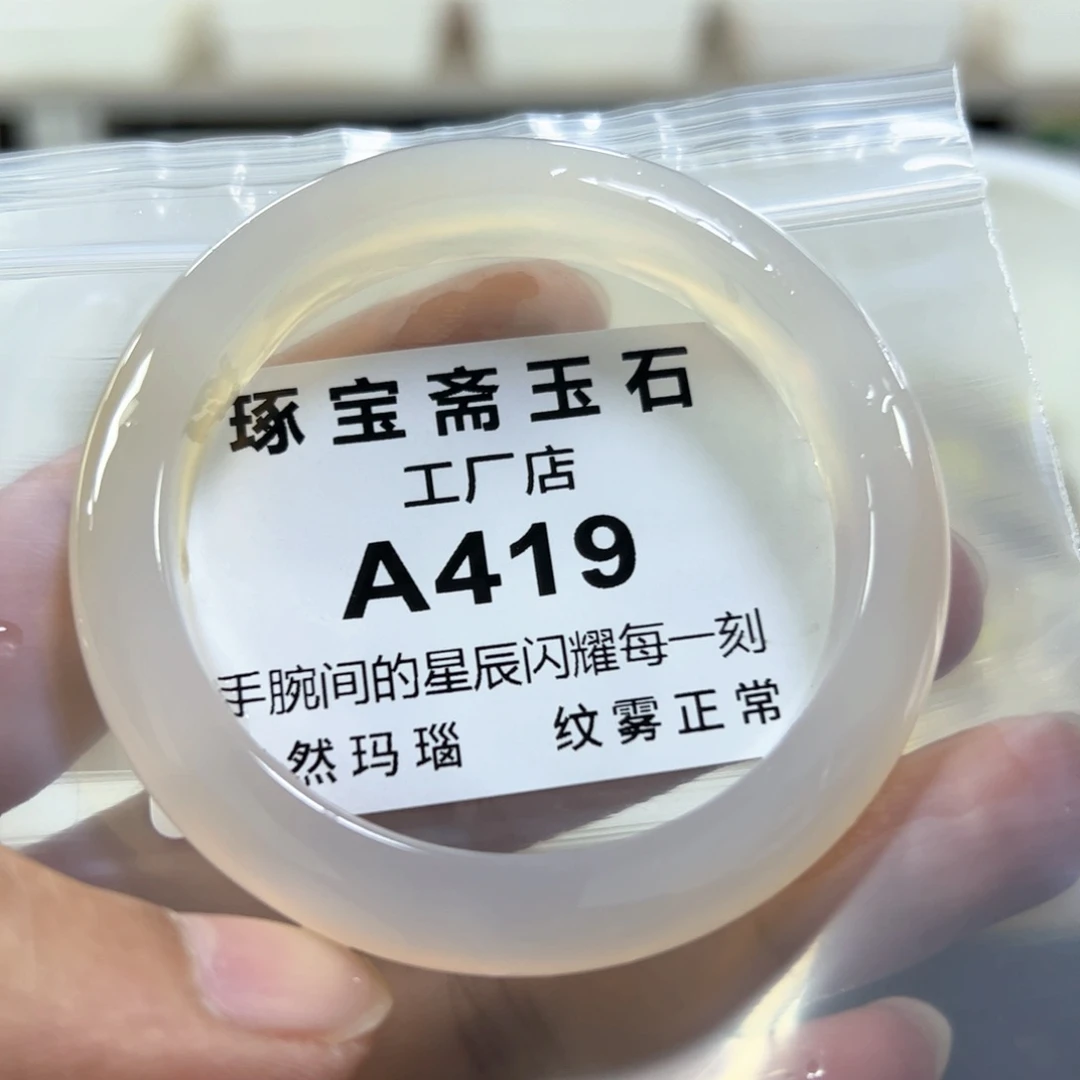 琢宝斋玉石
工厂店
A419
手腕间的星辰闪耀每一刻
然玛瑙 纹雾正常